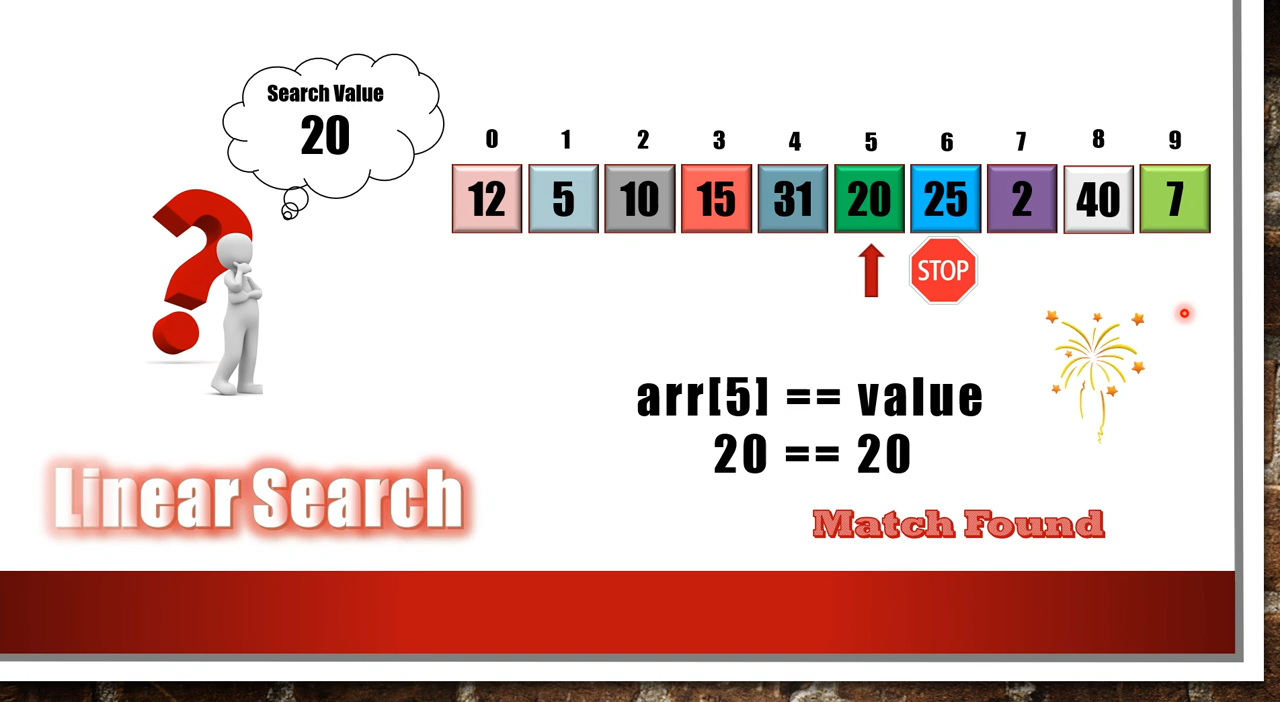 Search Value
20
0 1 2 3 4 5 6 7 8 9
12 5 10 15 31 20 25 2 40 7
STOP
arr[5] == value
20 == 20
Linear Search
Match Found